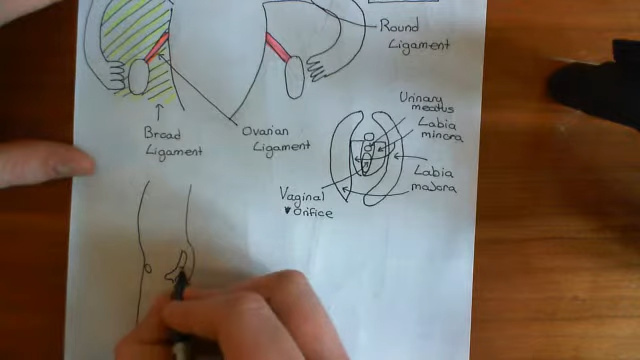 Round
Ligament
Broad
Ligament
Ovarian
Ligament
Urinary
meatus
Labia
minora
Labia
majora
Vaginal
Orifice